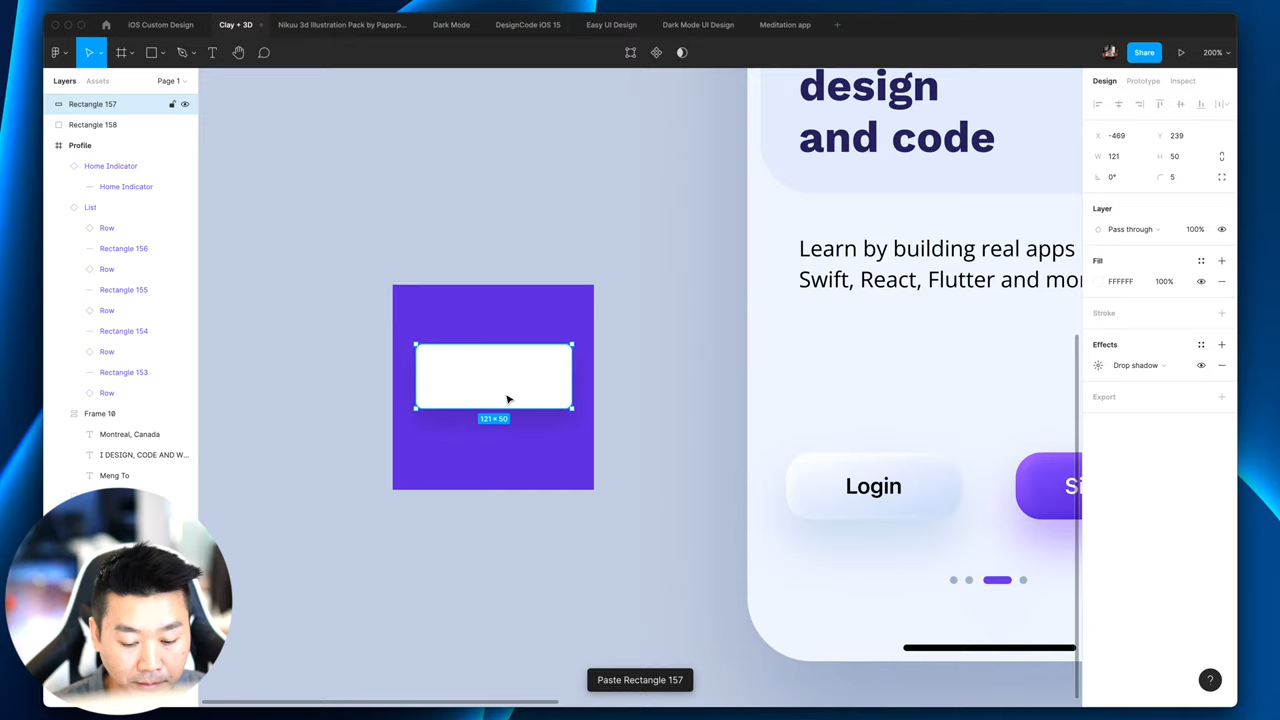 iOS Custom Design
Clay + 3D
Nikuu 3d Illustration Pack by Paperp...
Dark Mode
DesignCode iOS 15
Easy UI Design
Dark Mode UI Design
Meditation app
Share
200%
Layers
Assets
Page 1
Rectangle 157
Rectangle 158
Profile
Home Indicator
Home Indicator
List
Row
Rectangle 156
Row
Rectangle 155
Row
Rectangle 154
Row
Rectangle 153
Row
Frame 10
Montreal, Canada
I DESIGN, CODE AND W...
Meng To
121 × 50
design
and code
Learn by building real apps
Swift, React, Flutter and mor
Login
Si
Paste Rectangle 157
Design
Prototype
Inspect
X -469
Y 239
W 121
H 50
0°
5
Layer
Pass through
100%
Fill
FFFFFF
100%
Stroke
Effects
Drop shadow
Export
?